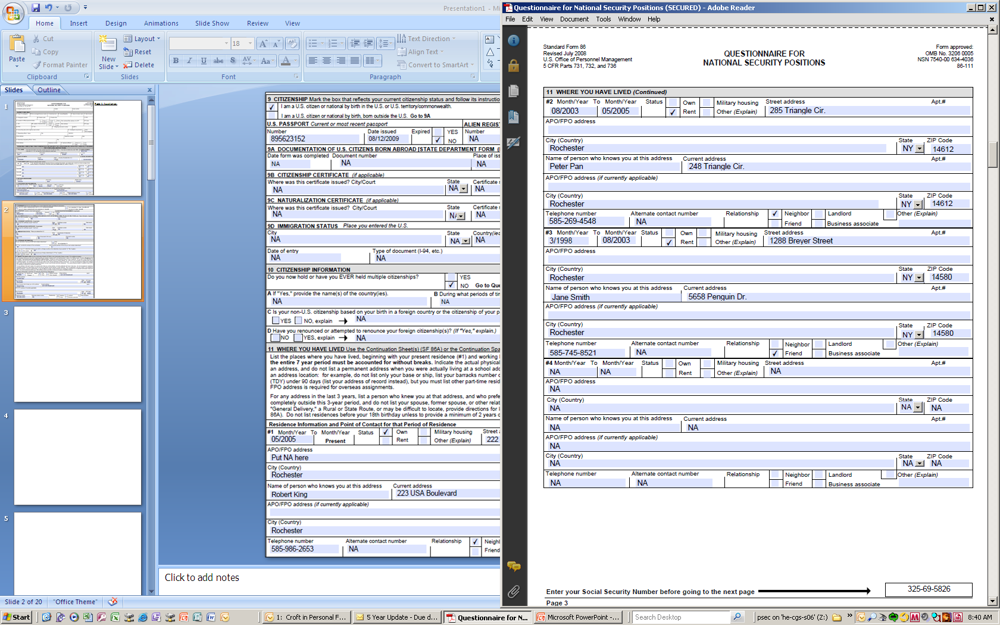 Presentation1 - Mi
Home Insert Design Animations Slide Show Review View
Paste
Cut
Copy
Format Painter
Clipboard
New Slide
Layout
Reset
Delete
Slides
18
Font
Text Direction
Align Text
Convert to SmartArt
Paragraph
Slides Outline
1
2
3
4
5
9 CITIZENSHIP Mark the box that reflects your current citizenship status and follow its instructio
I am a U.S. citizen or national by birth in the U.S. or U.S. territory/commonwealth.
I am a U.S. citizen or national by birth, born outside the U.S. Go to 9A
U.S. PASSPORT Current or most recent passport ALIEN REGIST
Number Date issued Expired YES Number
895623152 08/12/2009 NO NA
9A DOCUMENTATION OF U.S. CITIZENS BORN ABROAD [STATE DEPARTMENT FORM (
Date form was completed Document number Place of iss
NA NA NA
9B CITIZENSHIP CERTIFICATE (if applicable)
Where was this certificate issued? City/Court State Certificate r
NA NA NA
9C NATURALIZATION CERTIFICATE (if applicable)
Where was this certificate issued? City/Court State Certificate
NA NA
9D IMMIGRATION STATUS Place you entered the U.S.
City State Country(ies
NA NA NA
Date of entry Type of document (I-94, etc.)
NA NA
10 CITIZENSHIP INFORMATION
Do you now hold or have you EVER held multiple citizenships? YES
NO Go to Que
A If "Yes," provide the name(s) of the country(ies). B During what periods of tim
NA NA
C Is your non-U.S. citizenship based on your birth in a foreign country or the citizenship of your p
YES NO, explain NA
D Have you renounced or attempted to renounce your foreign citizenship(s)? (If "Yes," explain.)
NO YES, explain NA
11 WHERE YOU HAVE LIVED Use the Continuation Sheet(s) (SF 86A) or the Continuation Spa
List the places where you have lived, beginning with your present residence (#1) and working
the entire 7 year period must be accounted for without breaks. Indicate the actual physical
an address, and do not list a permanent address when you were actually living at a school add
an address location: for example, do not list only your base or ship, list your barracks number o
(TDY) under 90 days (list your address of record instead), but you must list other part-time resid
FPO address is required for overseas assignments.
For any address in the last 3 years, list a person who knew you at that address, and who prefe
completely outside this 3-year period, and do not list your spouse, former spouse, or other relat
"General Delivery," a Rural or State Route, or may be difficult to locate, provide directions for l
86A). Do not list residences before your 18th birthday unless to provide a minimum of 2 years o
Residence Information and Point of Contact for that Period of Residence
#1 Month/Year To Month/Year Status Own Military housing Street a
05/2005 Present Rent Other (Explain) 222
APO/FPO address
Put NA here
City (Country)
Rochester
Name of person who knows you at this address Current address
Robert King 223 USA Boulevard
APO/FPO address (if currently applicable)
City (Country)
Rochester
Telephone number Alternate contact number Relationship Neighb
585-986-2653 NA Friend
Click to add notes
Slide 2 of 20 "Office Theme"
Questionnaire for National Security Positions (SECURED) - Adobe Reader
File Edit View Document Tools Window Help
Standard Form 86
Revised July 2008
U.S. Office of Personnel Management
5 CFR Parts 731, 732, and 736
QUESTIONNAIRE FOR
NATIONAL SECURITY POSITIONS
Form approved:
OMB No. 3206 0005
NSN 7540-00 634-4036
86-111
11 WHERE YOU HAVE LIVED (Continued)
#2 Month/Year To Month/Year Status Own Military housing Street address Apt.#
08/2003 05/2005 Rent Other (Explain) 285 Triangle Cir.
APO/FPO address
City (Country) State ZIP Code
Rochester NY 14612
Name of person who knows you at this address Current address Apt.#
Peter Pan 248 Triangle Cir.
APO/FPO address (if currently applicable)
City (Country) State ZIP Code
Rochester NY 14612
Telephone number Alternate contact number Relationship Neighbor Landlord Other (Explain)
585-269-4548 NA Friend Business associate
#3 Month/Year To Month/Year Status Own Military housing Street address Apt.#
3/1998 08/2003 Rent Other (Explain) 1288 Breyer Street
APO/FPO address
City (Country) State ZIP Code
Rochester NY 14580
Name of person who knows you at this address Current address Apt.#
Jane Smith 5658 Penguin Dr.
APO/FPO address (if currently applicable)
City (Country) State ZIP Code
Rochester NY 14580
Telephone number Alternate contact number Relationship Neighbor Landlord Other (Explain)
585-745-8521 NA Friend Business associate
#4 Month/Year To Month/Year Status Own Military housing Street address Apt.#
NA NA Rent Other (Explain) NA
APO/FPO address
NA
City (Country) State ZIP Code
NA NA NA
Name of person who knows you at this address Current address Apt.#
NA NA
APO/FPO address (if currently applicable)
NA
City (Country) State ZIP Code
NA NA NA
Telephone number Alternate contact number Relationship Neighbor Landlord Other (Explain)
NA NA Friend Business associate
Enter your Social Security Number before going to the next page 325-69-5826
Page 3
Start 1: Croft in Personal F... 5 Year Update - Due d... Questionnaire for N... Microsoft PowerPoint -... Search Desktop psec on 'he-cgs-s06' (Z:) 8:40 AM